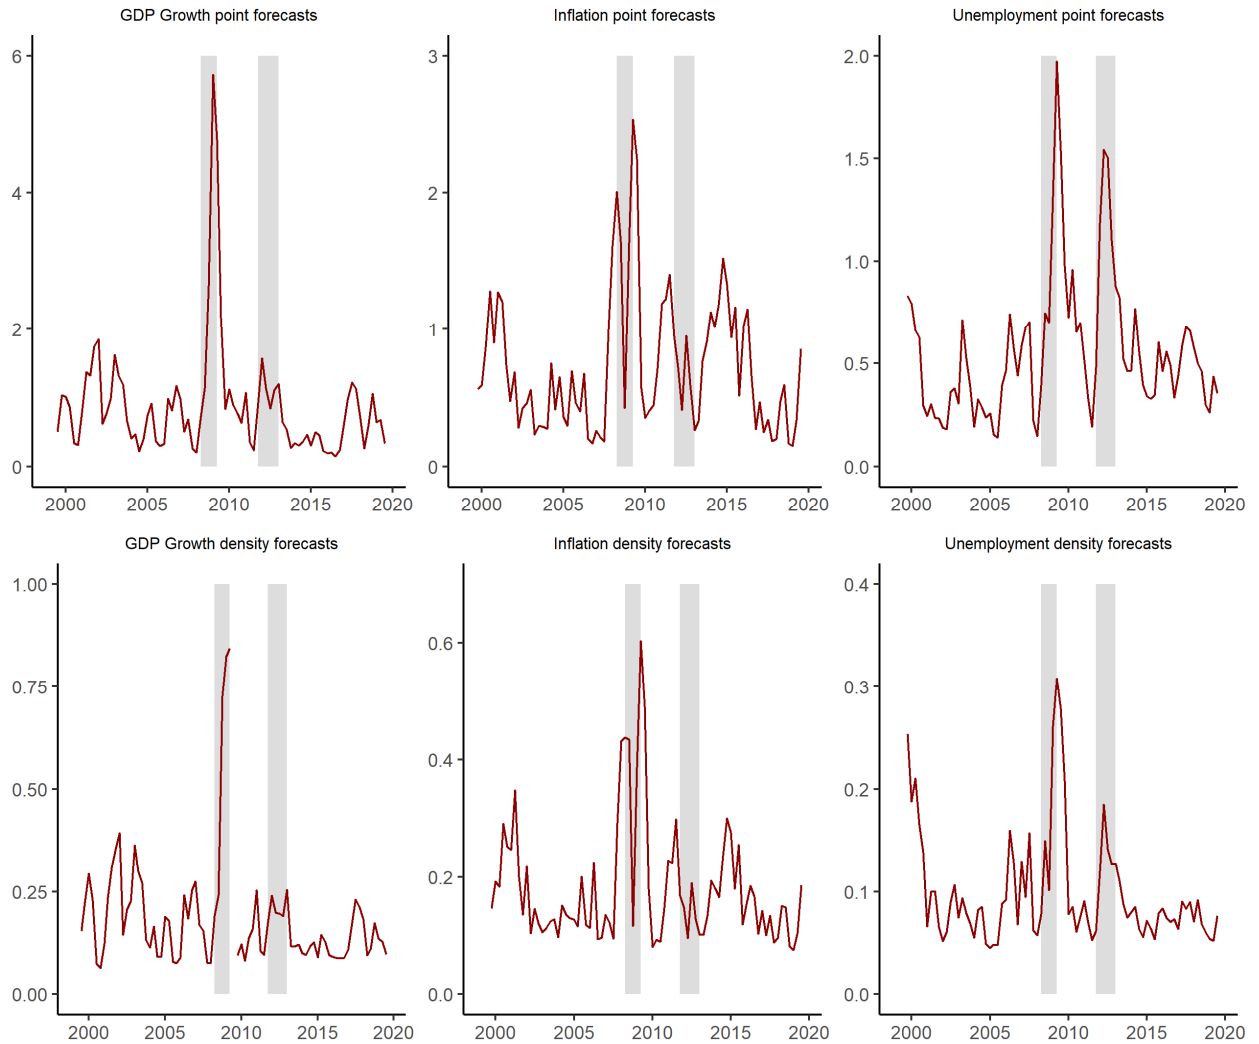 GDP Growth point forecasts
6
4
2
0
2000 2005 2010 2015 2020
Inflation point forecasts
3
2
1
0
2000 2005 2010 2015 2020
Unemployment point forecasts
2.0
1.5
1.0
0.5
0.0
2000 2005 2010 2015 2020
GDP Growth density forecasts
1.00
0.75
0.50
0.25
0.00
2000 2005 2010 2015 2020
Inflation density forecasts
0.6
0.4
0.2
0.0
2000 2005 2010 2015 2020
Unemployment density forecasts
0.4
0.3
0.2
0.1
0.0
2000 2005 2010 2015 2020